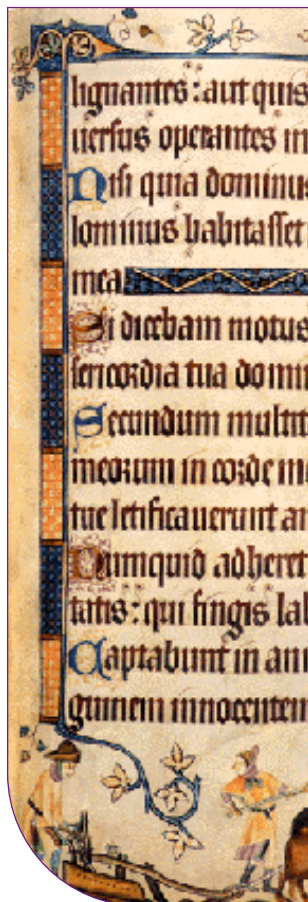 lignantes: aut quis
uersus operantes in
Nisi quia dominus
lominus habitasset
mea
Si dicebam motus
sericordia tua domin
Secundum multit
meorum in corde me
tue letificauerunt an
Numquid adheret
tatis: qui fingis lab
Captabunt in ani
guinem innocentem